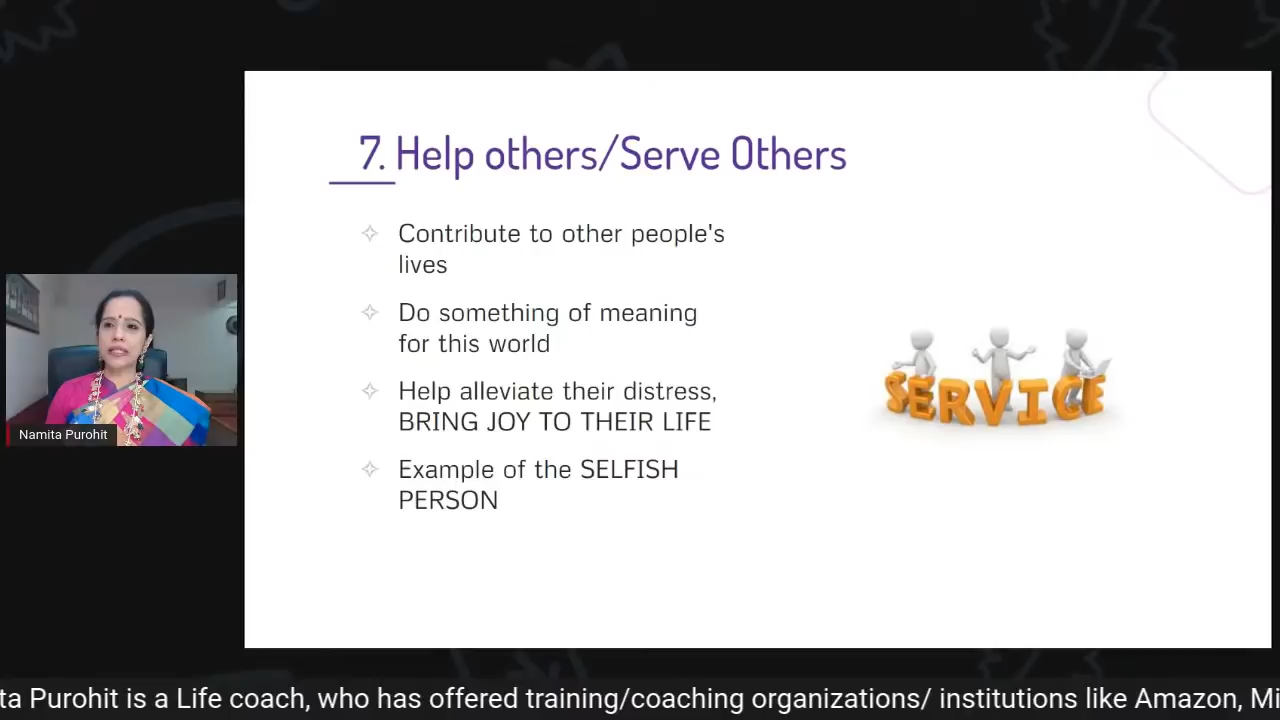 7. Help others/Serve Others
Contribute to other people's
lives
Do something of meaning
for this world
Help alleviate their distress,
BRING JOY TO THEIR LIFE
Example of the SELFISH
PERSON
SERVICE
Namita Purohit
ta Purohit is a Life coach, who has offered training/coaching organizations/ institutions like Amazon, Mi